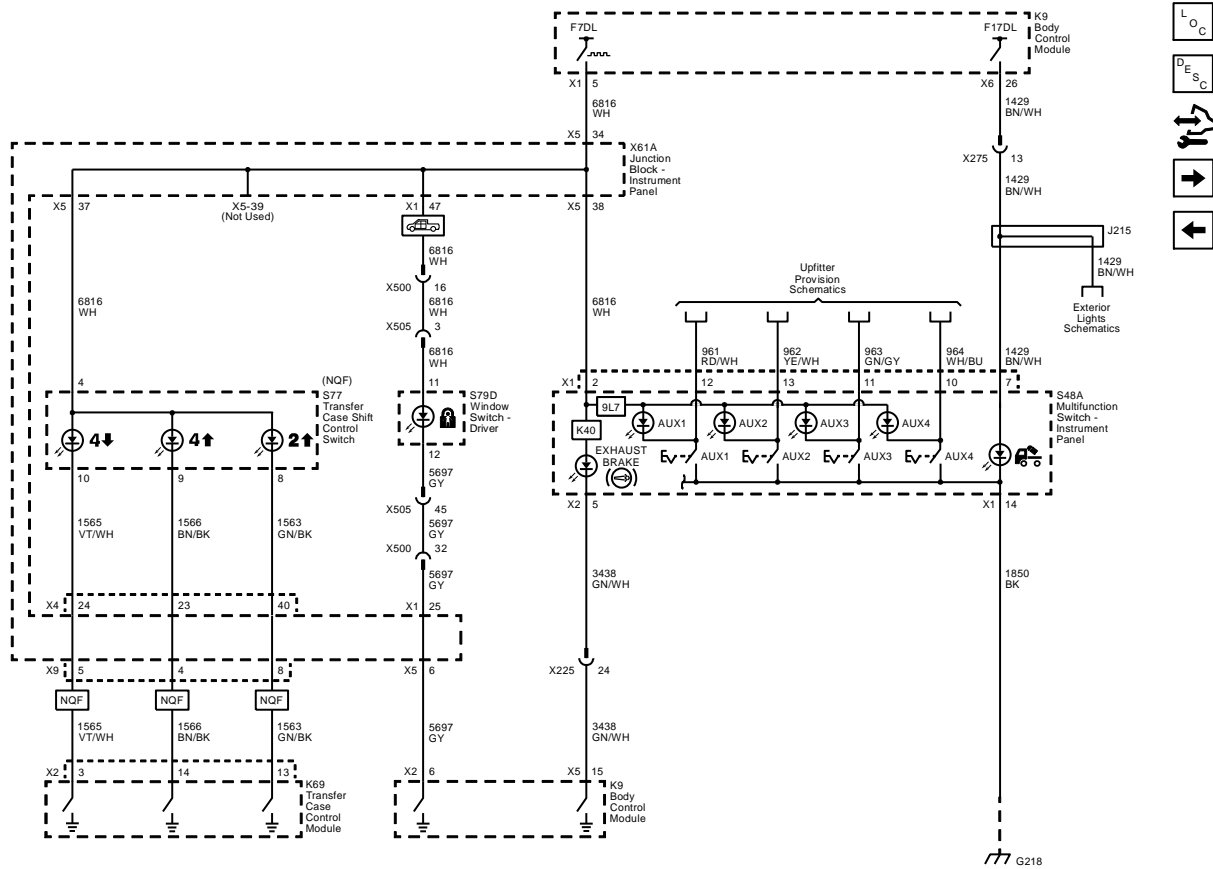 F7DL
F17DL
K9
Body
Control
Module
L
O
C
D
E
S
C
X1 5
X6 26
6816
WH
1429
BN/WH
X5 34
X275 13
1429
BN/WH
X61A
Junction
Block -
Instrument
Panel
X5 37
X5-39
(Not Used)
X1 47
X5 38
J215
6816
WH
1429
BN/WH
X500 16
6816
WH
X505 3
6816
WH
6816
WH
6816
WH
Upfitter
Provision
Schematics
Exterior
Lights
Schematics
961
RD/WH
962
YE/WH
963
GN/GY
964
WH/BU
1429
BN/WH
4
(NQF)
11
X1 2
12
13
11
10
7
S77
Transfer
Case Shift
Control
Switch
S79D
Window
Switch -
Driver
S48A
Multifunction
Switch -
Instrument
Panel
9L7
K40
AUX1
AUX2
AUX3
AUX4
4
4
2
EXHAUST
BRAKE
AUX1
AUX2
AUX3
AUX4
10
9
8
12
X2 5
X1 14
5697
GY
X505 45
5697
GY
X500 32
5697
GY
1565
VT/WH
1566
BN/BK
1563
GN/BK
3438
GN/WH
1850
BK
X4 24
23
40
X1 25
X9 5
4
8
X5 6
X225 24
NQF
NQF
NQF
1565
VT/WH
1566
BN/BK
1563
GN/BK
5697
GY
3438
GN/WH
X2 3
14
13
X2 6
X5 15
K69
Transfer
Case
Control
Module
K9
Body
Control
Module
G218